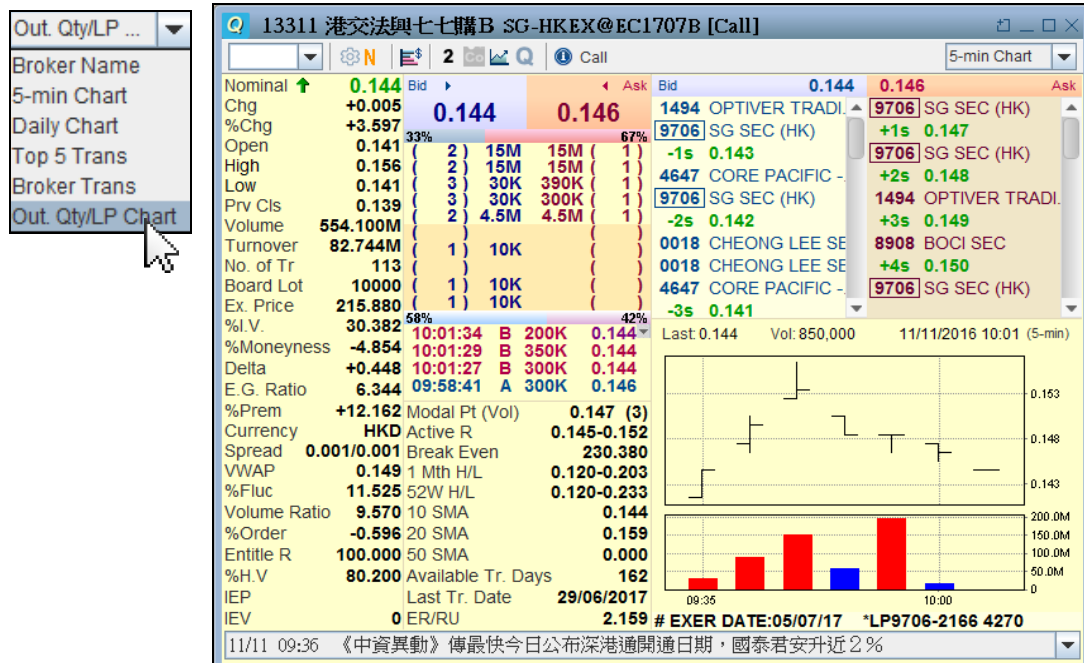 Out. Qty/LP ...
Broker Name
5-min Chart
Daily Chart
Top 5 Trans
Broker Trans
Out. Qty/LP Chart
Q 13311 港交法興七七購B SG-HKEX@EC1707B [Call]
N $ 2 Co Q Call 5-min Chart
Nominal 0.144
Chg +0.005
%Chg +3.597
Open 0.141
High 0.156
Low 0.141
Prv Cls 0.139
Volume 554.100M
Turnover 82.744M
No. of Tr 113
Board Lot 10000
Ex. Price 215.880
%I.V. 30.382
%Moneyness -4.854
Delta +0.448
E.G. Ratio 6.344
%Prem +12.162
Currency HKD
Spread 0.001/0.001
VWAP 0.149
%Fluc 11.525
Volume Ratio 9.570
%Order -0.596
Entitle R 100.000
%H.V 80.200
IEP
IEV 0
Bid Ask
0.144 0.146
33% 67%
( 2 ) 15M 15M ( 1 )
( 2 ) 15M 15M ( 1 )
( 3 ) 30K 390K ( 1 )
( 3 ) 30K 300K ( 1 )
( 2 ) 4.5M 4.5M ( 1 )
( ) ( )
( 1 ) 10K ( )
( ) ( )
( 1 ) 10K ( )
( 1 ) 10K ( )
58% 42%
10:01:34 B 200K 0.144
10:01:29 B 350K 0.144
10:01:27 B 300K 0.144
09:58:41 A 300K 0.146
Modal Pt (Vol) 0.147 (3)
Active R 0.145-0.152
Break Even 230.380
1 Mth H/L 0.120-0.203
52W H/L 0.120-0.233
10 SMA 0.144
20 SMA 0.159
50 SMA 0.000
Available Tr. Days 162
Last Tr. Date 29/06/2017
ER/RU 2.159
Bid 0.144 0.146 Ask
1494 OPTIVER TRADI. 9706 SG SEC (HK)
9706 SG SEC (HK) +1s 0.147
-1s 0.143 9706 SG SEC (HK)
4647 CORE PACIFIC -. +2s 0.148
9706 SG SEC (HK) 1494 OPTIVER TRADI.
-2s 0.142 +3s 0.149
0018 CHEONG LEE SE 8908 BOCI SEC
0018 CHEONG LEE SE +4s 0.150
4647 CORE PACIFIC -. 9706 SG SEC (HK)
-3s 0.141
Last: 0.144 Vol: 850,000 11/11/2016 10:01 (5-min)
0.153
0.148
0.143
200.0M
150.0M
100.0M
50.0M
0
09:35 10:00
# EXER DATE:05/07/17 *LP9706-2166 4270
11/11 09:36 《中資異動》傳最快今日公布深港通開通日期，國泰君安升近２％